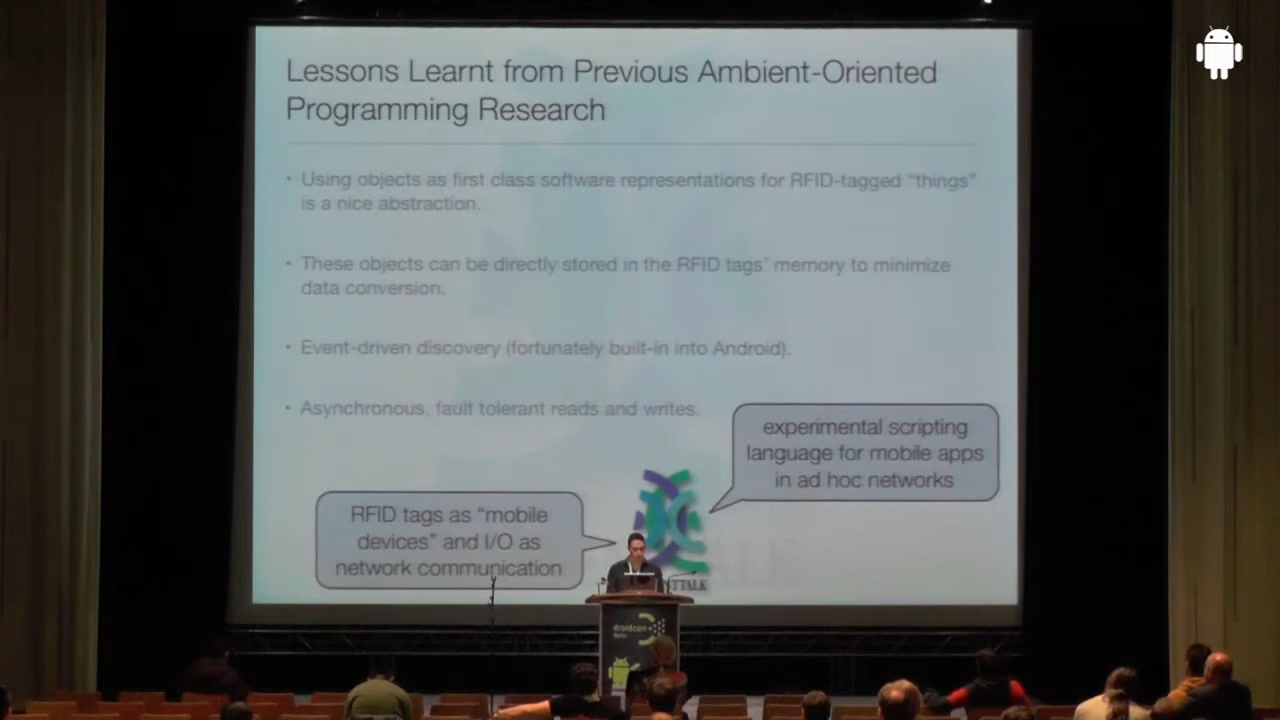 Lessons Learnt from Previous Ambient-Oriented
Programming Research
• Using objects as first class software representations for RFID-tagged “things”
is a nice abstraction.
• These objects can be directly stored in the RFID tags’ memory to minimize
data conversion.
• Event-driven discovery (fortunately built-in into Android).
• Asynchronous, fault tolerant reads and writes.
experimental scripting
language for mobile apps
in ad hoc networks
RFID tags as “mobile
devices” and I/O as
network communication
droidcon